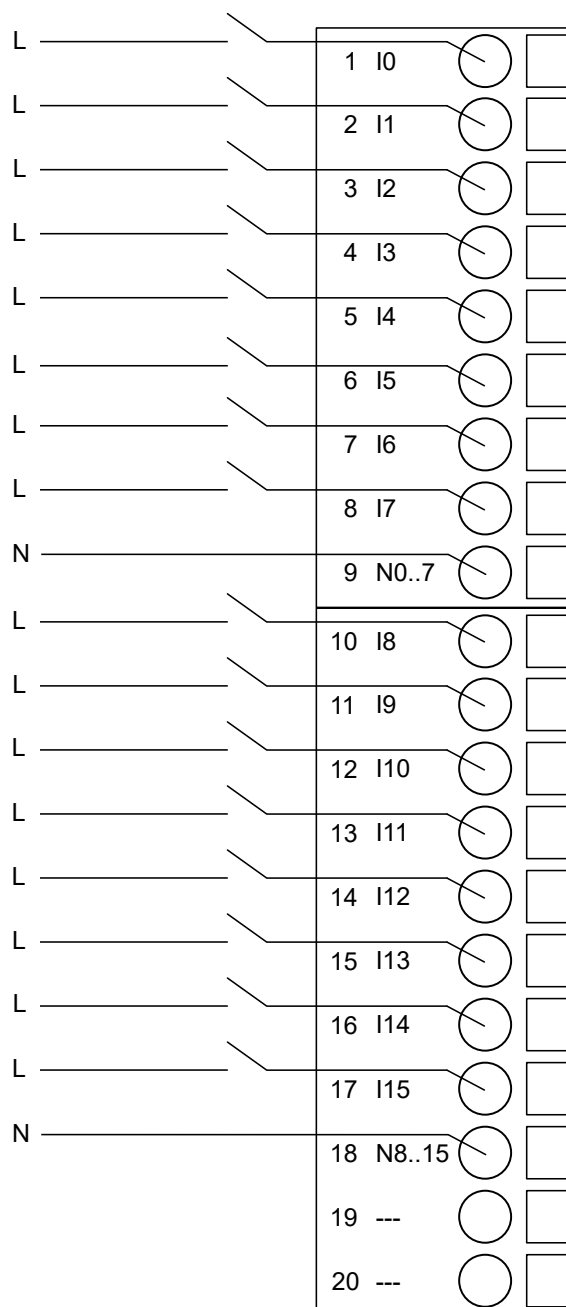 L
1 I0
L
2 I1
L
3 I2
L
4 I3
L
5 I4
L
6 I5
L
7 I6
L
8 I7
N
9 N0..7
L
10 I8
L
11 I9
L
12 I10
L
13 I11
L
14 I12
L
15 I13
L
16 I14
L
17 I15
N
18 N8..15
19 ---
20 ---